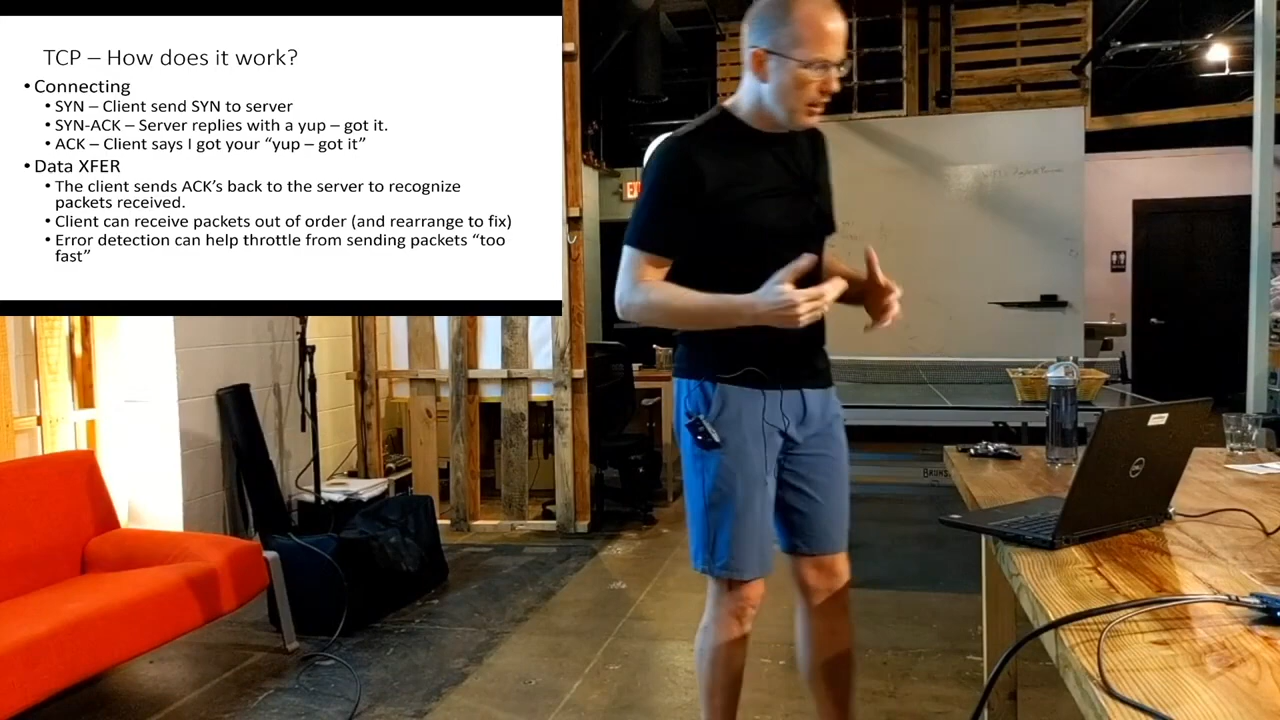 TCP – How does it work?
• Connecting
• SYN – Client send SYN to server
• SYN-ACK – Server replies with a yup – got it.
• ACK – Client says I got your “yup – got it”
• Data XFER
• The client sends ACK's back to the server to recognize
packets received.
• Client can receive packets out of order (and rearrange to fix)
• Error detection can help throttle from sending packets “too
fast”
DELL